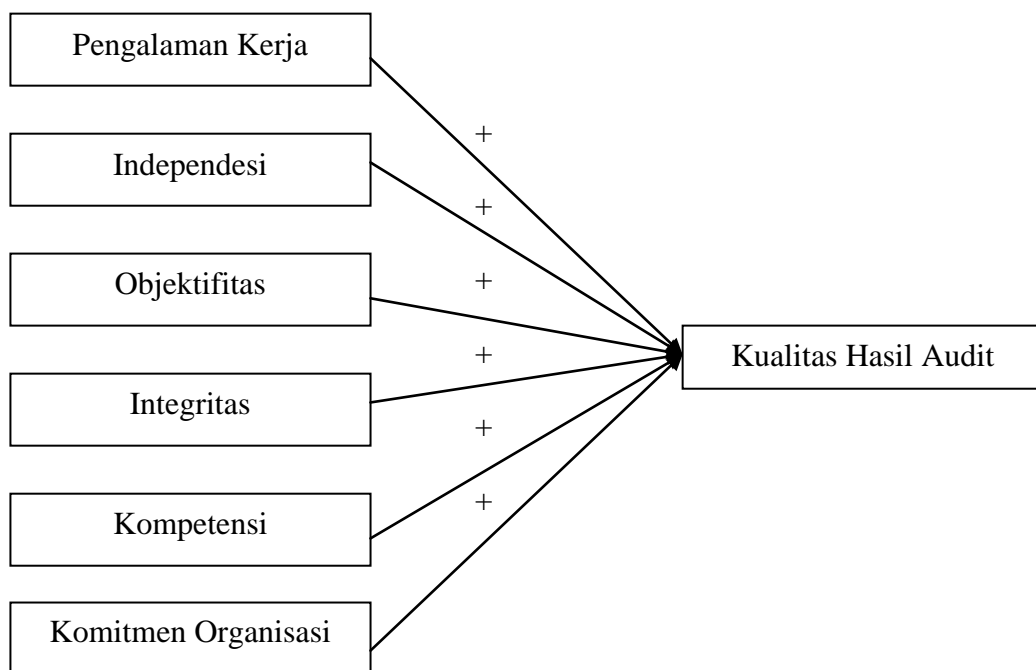 Pengalaman Kerja
+
Independesi
+
Objektifitas
+
Kualitas Hasil Audit
+
Integritas
+
Kompetensi
+
Komitmen Organisasi